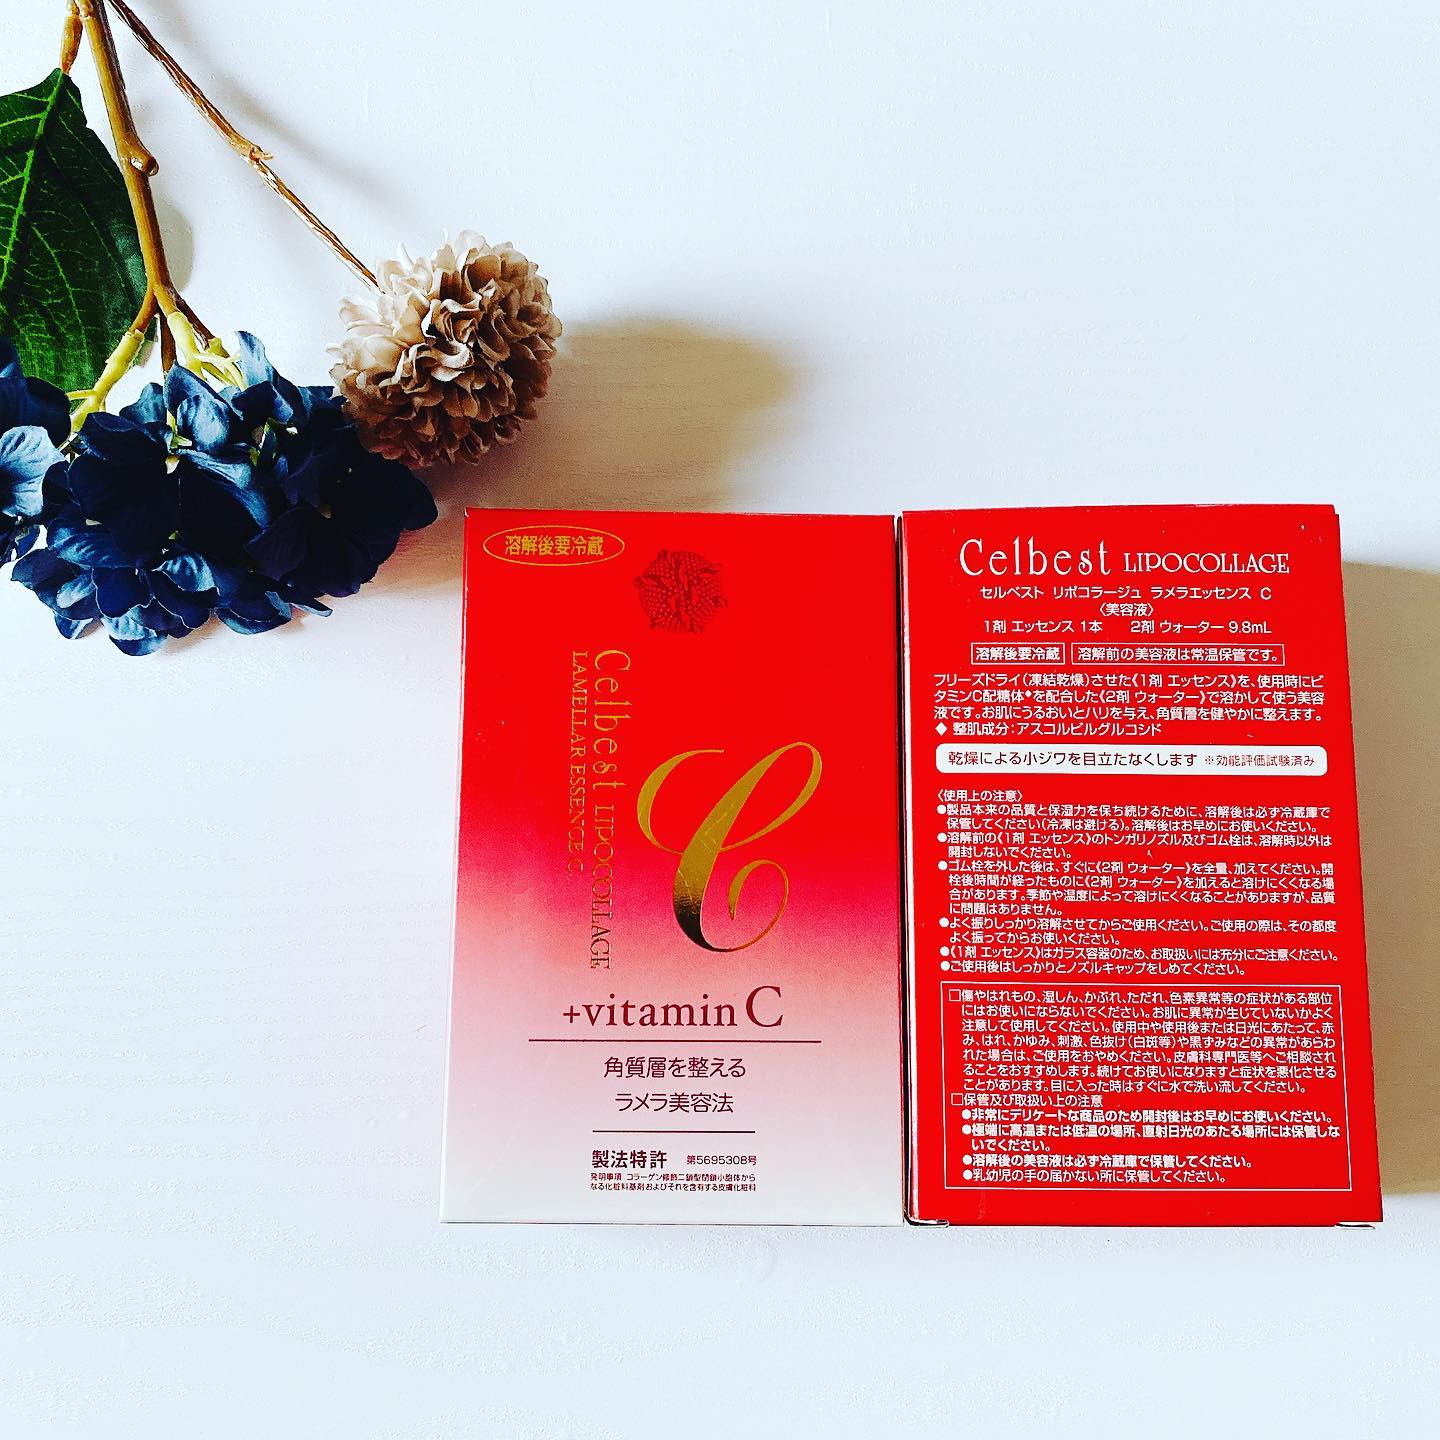 溶解後要冷蔵
Celbest LIPOCOLLAGE
LAMELLAR ESSENCE C
C
+vitamin C
角質層を整える
ラメラ美容法
製法特許 第5695308号
発明事項 コラーゲン修飾二鎖型閉鎖小胞体から
なる化粧料基剤およびそれを含有する皮膚化粧料
Celbest LIPOCOLLAGE
セルベスト リポコラージュ ラメラエッセンス C
〈美容液〉
1剤 エッセンス 1本 2剤 ウォーター 9.8mL
溶解後要冷蔵 溶解前の美容液は常温保管です。
フリーズドライ(凍結乾燥)させた《1剤 エッセンス》を、使用時にビ
タミンC配糖体◆を配合した《2剤 ウォーター》で溶かして使う美容
液です。お肌にうるおいとハリを与え、角質層を健やかに整えます。
◆ 整肌成分:アスコルビルグルコシド
乾燥による小ジワを目立たなくします ※効能評価試験済み
〈使用上の注意〉
●製品本来の品質と保湿力を保ち続けるために、溶解後は必ず冷蔵庫で
保管してください(冷凍は避ける)。溶解後はお早めにお使いください。
●溶解前の《1剤 エッセンス》のトンガリノズル及びゴム栓は、溶解時以外は
開封しないでください。
●ゴム栓を外した後は、すぐに《2剤 ウォーター》を全量、加えてください。開
栓後時間が経ったものに《2剤 ウォーター》を加えると溶けにくくなる場
合があります。季節や温度によって溶けにくくなることがありますが、品質
に問題はありません。
●よく振りしっかり溶解させてからご使用ください。ご使用の際は、その都度
よく振ってからお使いください。
●《1剤 エッセンス》はガラス容器のため、お取扱いには充分にご注意ください。
●ご使用後はしっかりとノズルキャップをしめてください。
□傷やはれもの、湿しん、かぶれ、ただれ、色素異常等の症状がある部位
にはお使いにならないでください。お肌に異常が生じていないかよく
注意して使用してください。使用中や使用後または日光にあたって、赤
み、はれ、かゆみ、刺激、色抜け(白斑等)や黒ずみなどの異常があらわ
れた場合は、ご使用をおやめください。皮膚科専門医等へご相談され
ることをおすすめします。続けてお使いになりますと症状を悪化させる
ことがあります。目に入った時はすぐに水で洗い流してください。
□保管及び取扱い上の注意
●非常にデリケートな商品のため開封後はお早めにお使いください。
●極端に高温または低温の場所、直射日光のあたる場所には保管しな
いでください。
●溶解後の美容液は必ず冷蔵庫で保管してください。
●乳幼児の手の届かない所に保管してください。